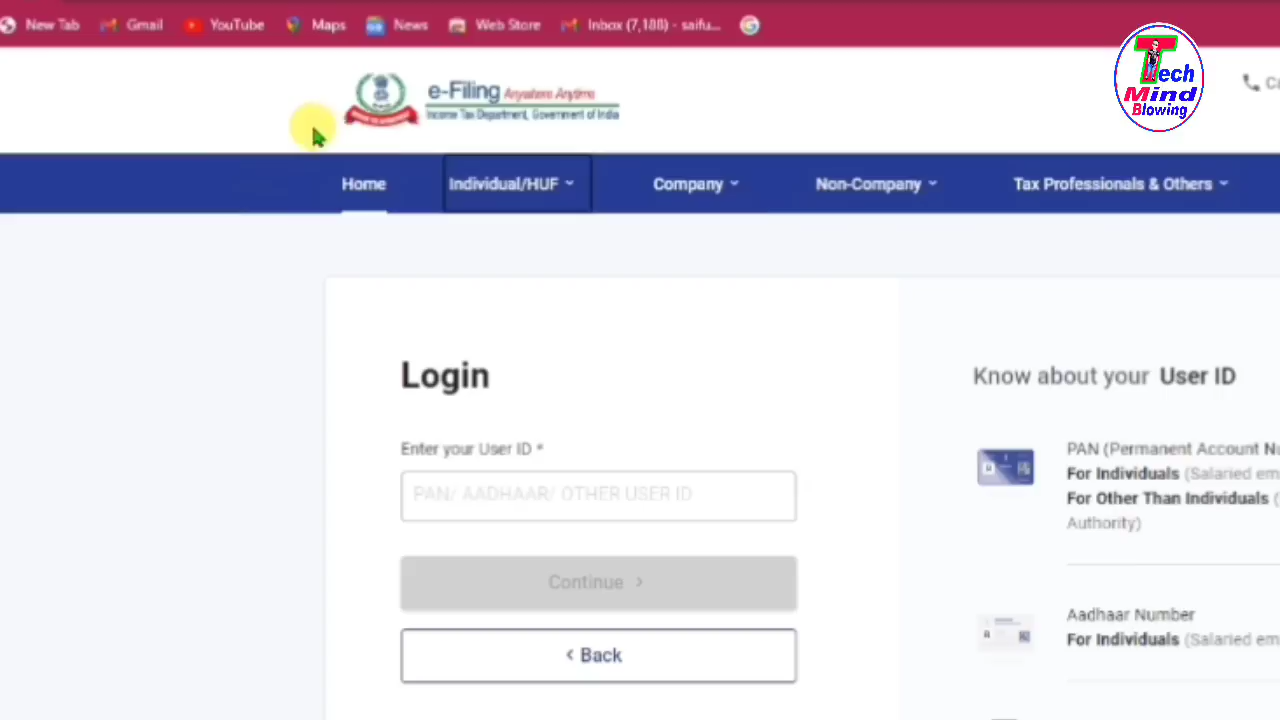 New Tab Gmail YouTube Maps News Web Store Inbox (7,188) - saifu...
e-Filing Anywhere Anytime
Income Tax Department, Government of India
Tech
Mind
Blowing
Home Individual/HUF Company Non-Company Tax Professionals & Others
Login
Know about your User ID
Enter your User ID *
PAN/ AADHAAR/ OTHER USER ID
Continue >
< Back
PAN (Permanent Account Nu
For Individuals (Salaried em
For Other Than Individuals (
Authority)
Aadhaar Number
For Individuals (Salaried em